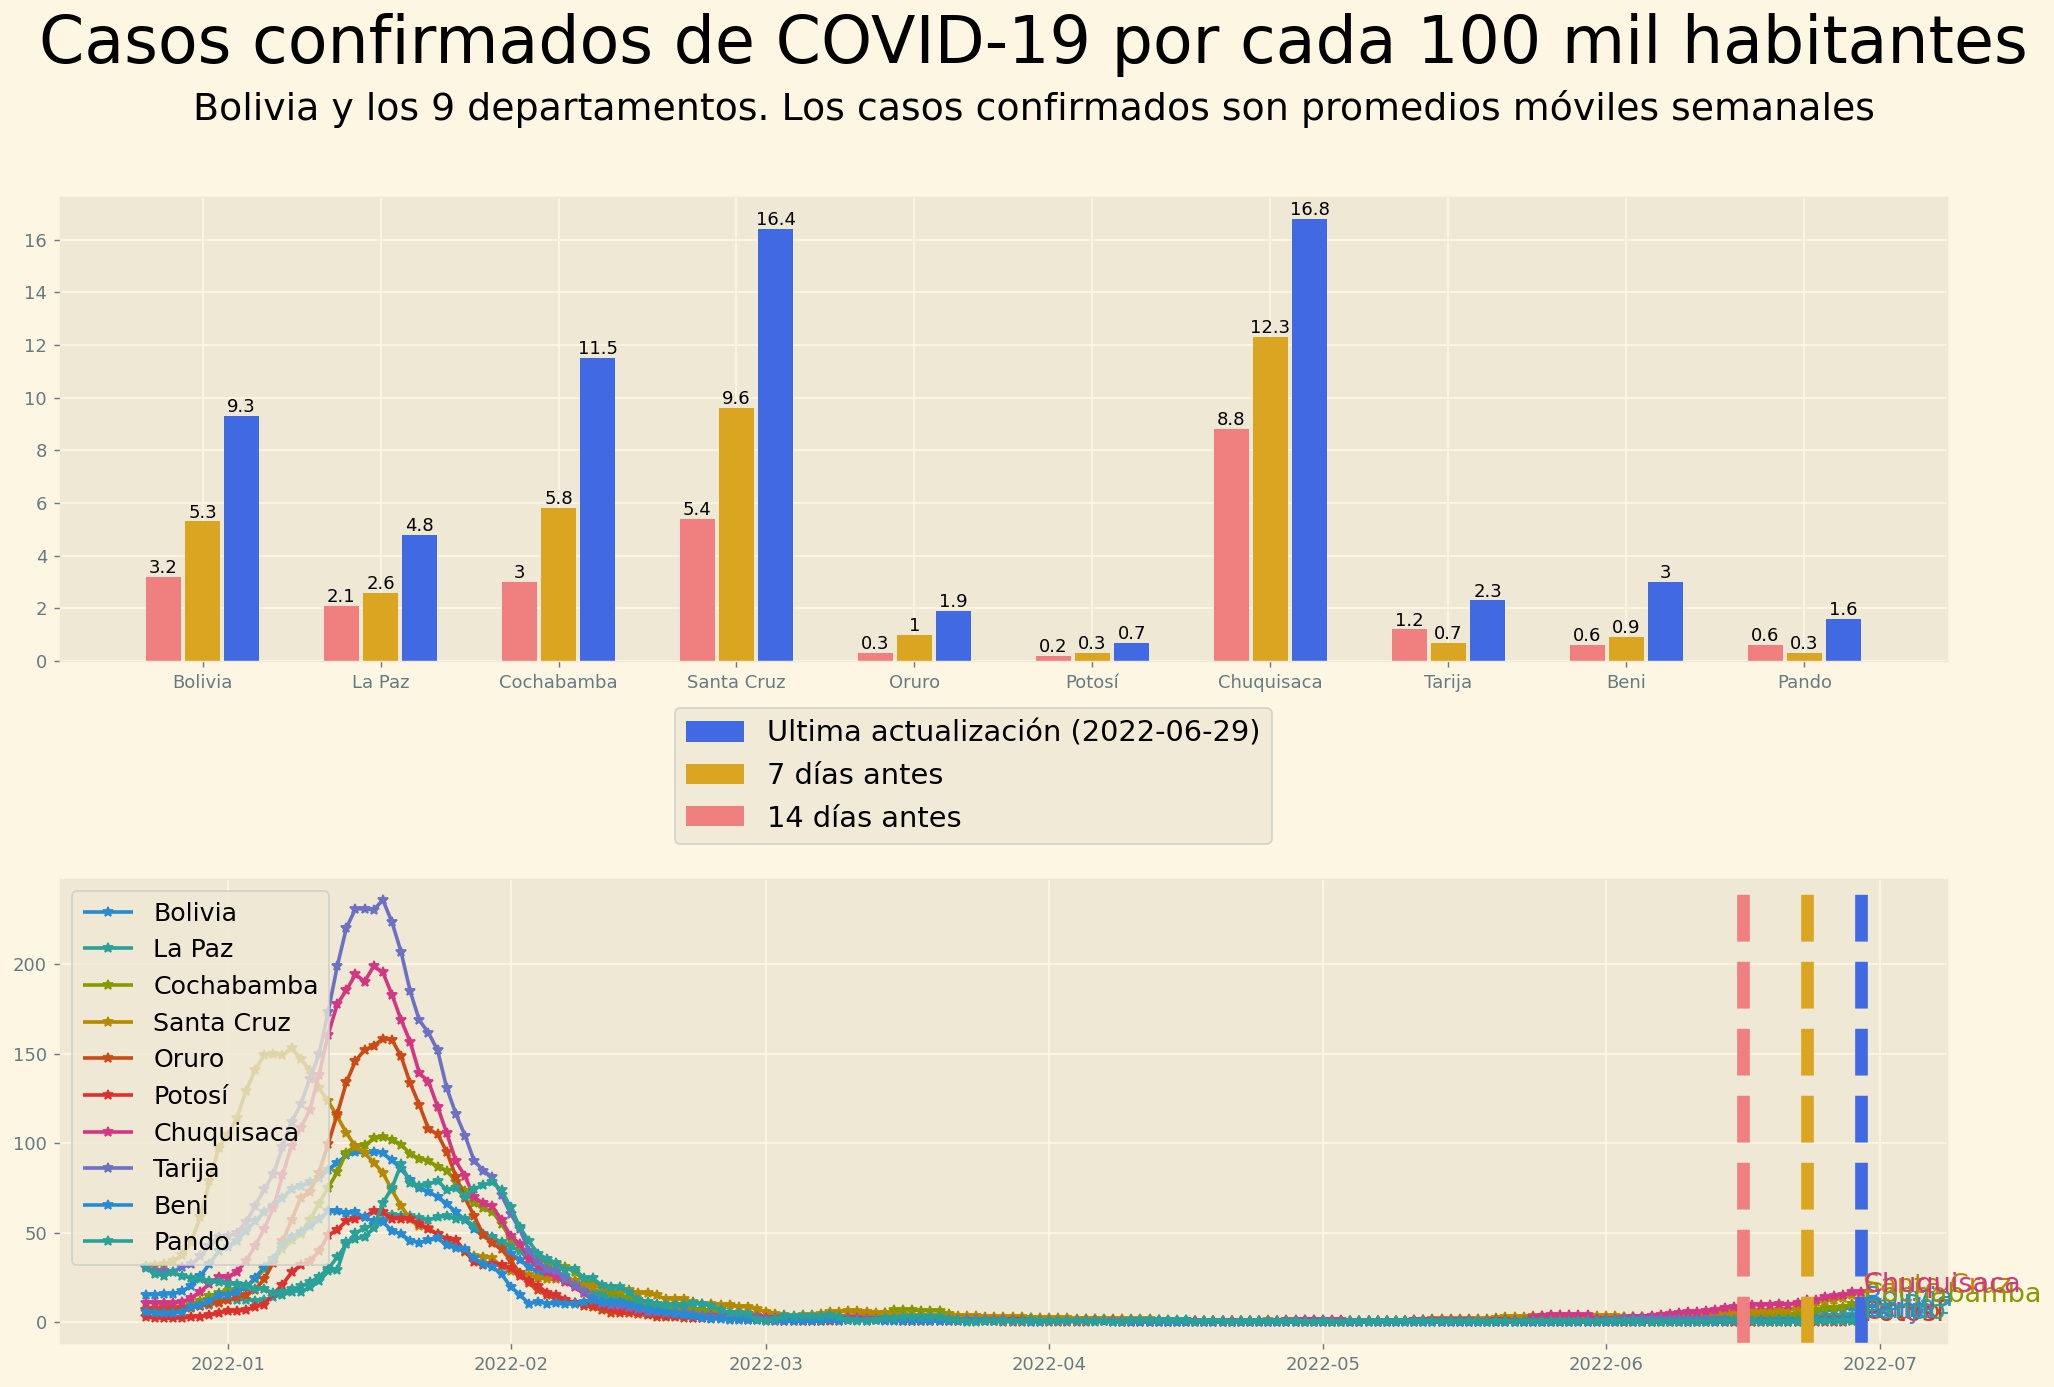 Casos confirmados de COVID-19 por cada 100 mil habitantes
Bolivia y los 9 departamentos. Los casos confirmados son promedios móviles semanales
16
14
12
10
8
6
4
2
0
3.2 5.3 9.3
2.1 2.6 4.8
3 5.8 11.5
5.4 9.6 16.4
0.3 1 1.9
0.2 0.3 0.7
8.8 12.3 16.8
1.2 0.7 2.3
0.6 0.9 3
0.6 0.3 1.6
Bolivia La Paz Cochabamba Santa Cruz Oruro Potosí Chuquisaca Tarija Beni Pando
Ultima actualización (2022-06-29)
7 días antes
14 días antes
200
150
100
50
0
Bolivia
La Paz
Cochabamba
Santa Cruz
Oruro
Potosí
Chuquisaca
Tarija
Beni
Pando
Chuquisaca
Santa Cruz
Cochabamba
Potosí
2022-01 2022-02 2022-03 2022-04 2022-05 2022-06 2022-07